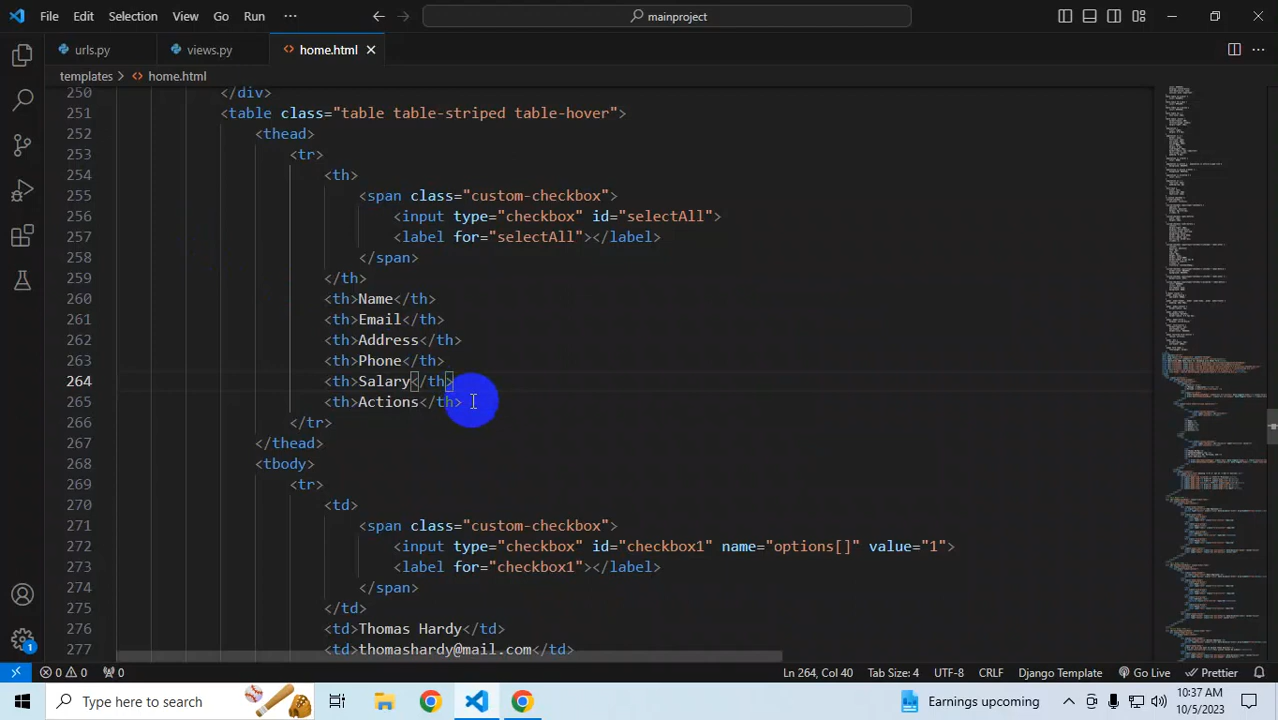 File Edit Selection View Go Run ··· mainproject
urls.py views.py home.html
templates > home.html
250 </div>
251 <table class="table table-striped table-hover">
252 <thead>
253 <tr>
254 <th>
255 <span class="custom-checkbox">
256 <input type="checkbox" id="selectAll">
257 <label for="selectAll"></label>
258 </span>
259 </th>
260 <th>Name</th>
261 <th>Email</th>
262 <th>Address</th>
263 <th>Phone</th>
264 <th>Salary</th>
265 <th>Actions</th>
266 </tr>
267 </thead>
268 <tbody>
269 <tr>
270 <td>
271 <span class="custom-checkbox">
272 <input type="checkbox" id="checkbox1" name="options[]" value="1">
273 <label for="checkbox1"></label>
274 </span>
275 </td>
276 <td>Thomas Hardy</td>
277 <td>thomashardy@mail.com</td>
1
0 0 0 Ln 264, Col 40 Tab Size: 4 UTF-8 CRLF Django Template Go Live Prettier
Type here to search Earnings upcoming 10:37 AM
10/5/2023